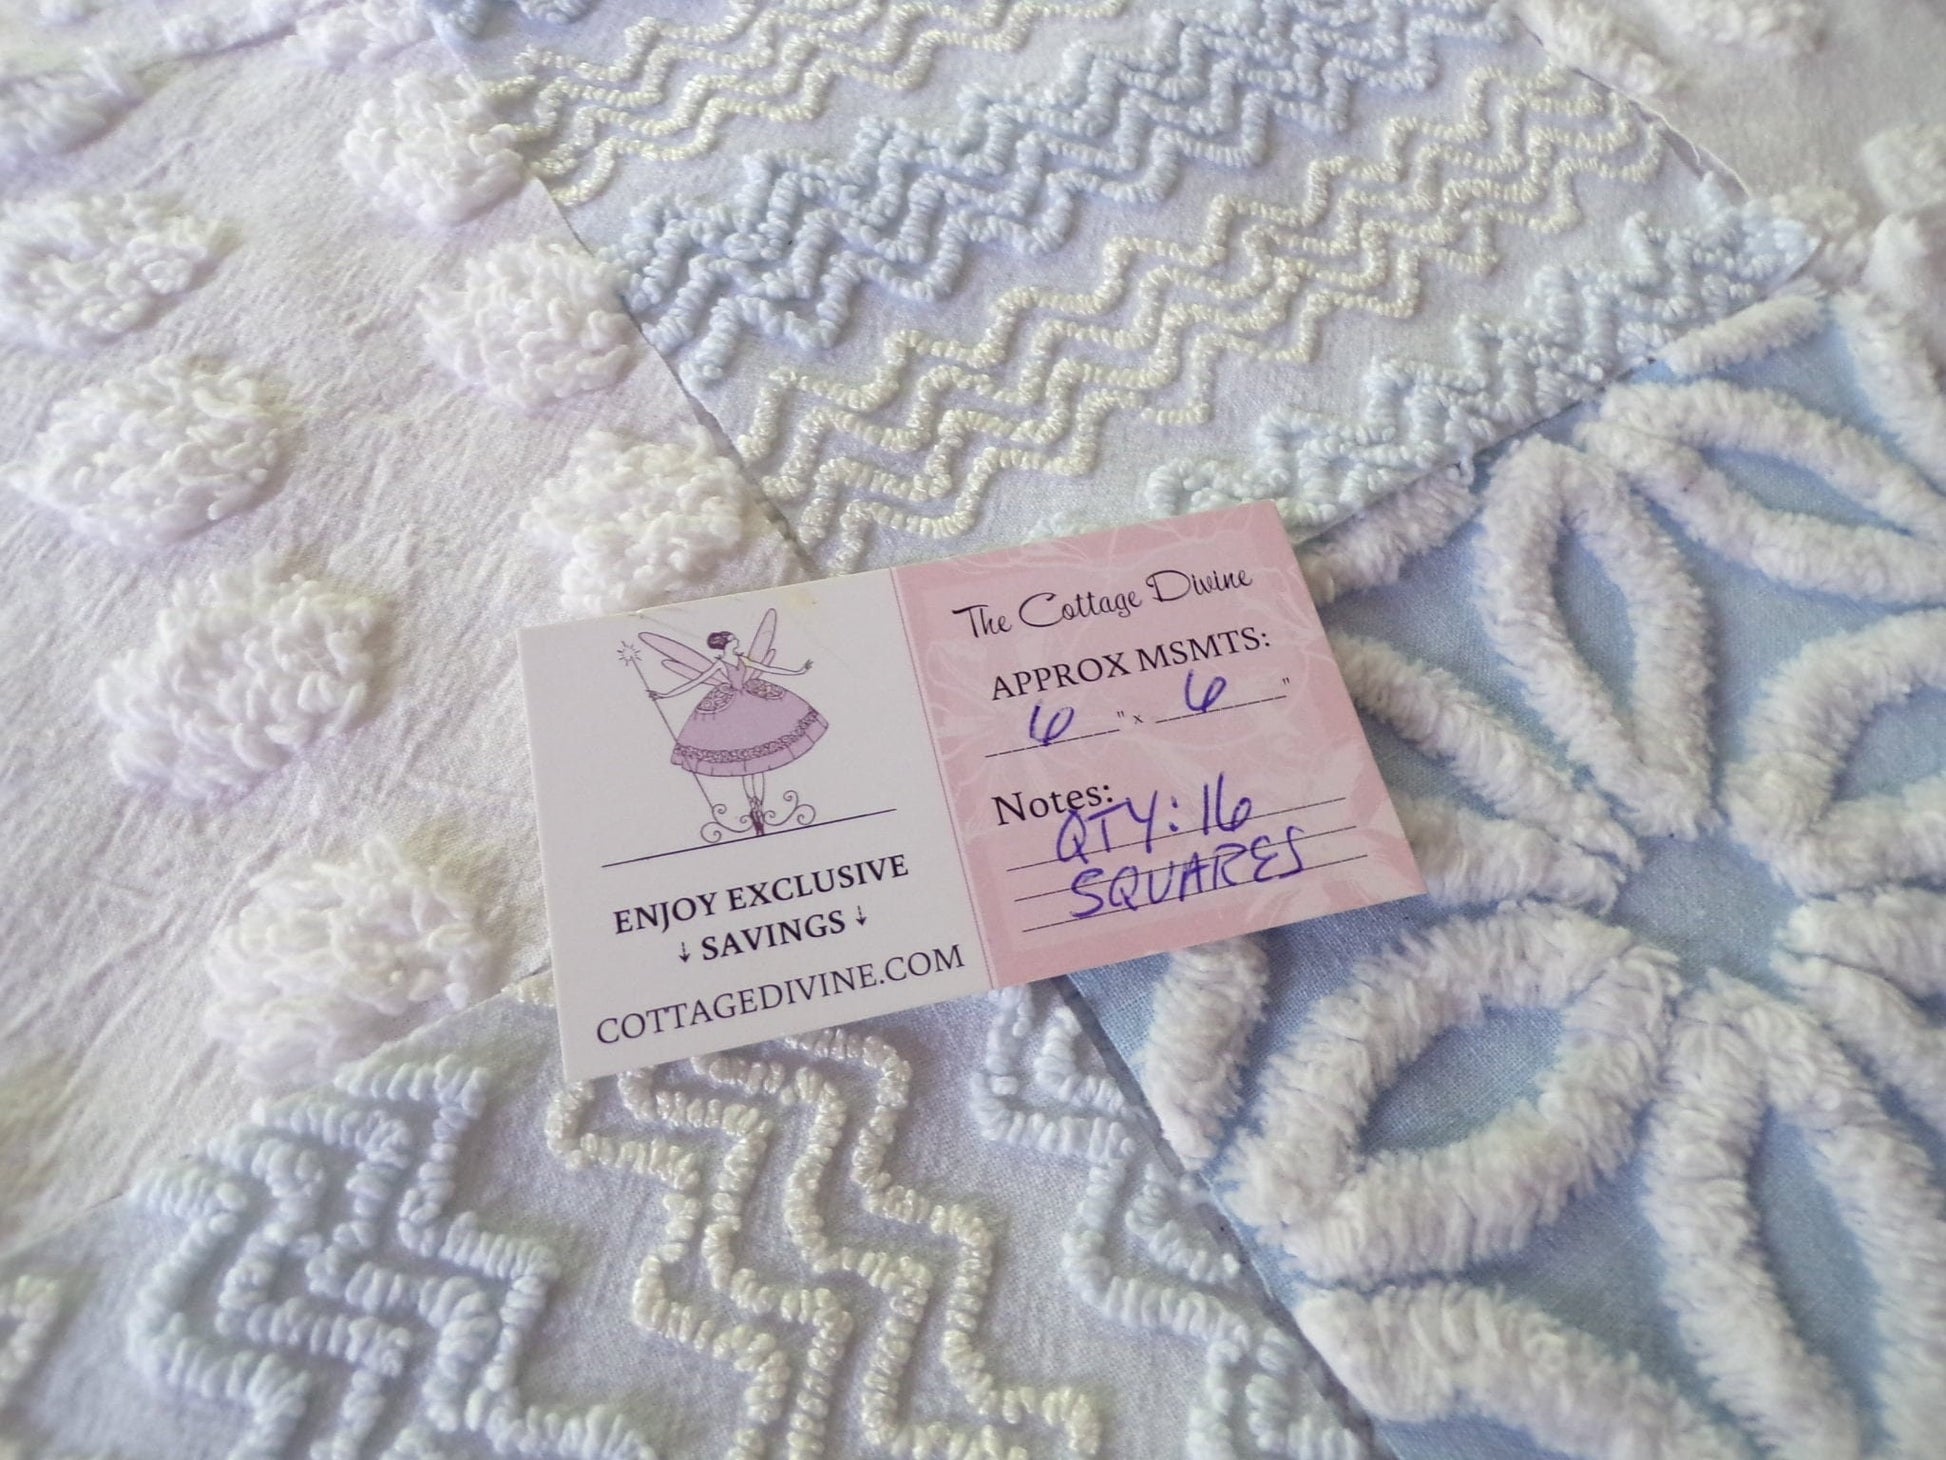 The Cottage Divine
APPROX MSMTS:
6 " x 6 "
Notes:
QTY: 16
SQUARES
ENJOY EXCLUSIVE
↓ SAVINGS ↓
COTTAGEDIVINE.COM